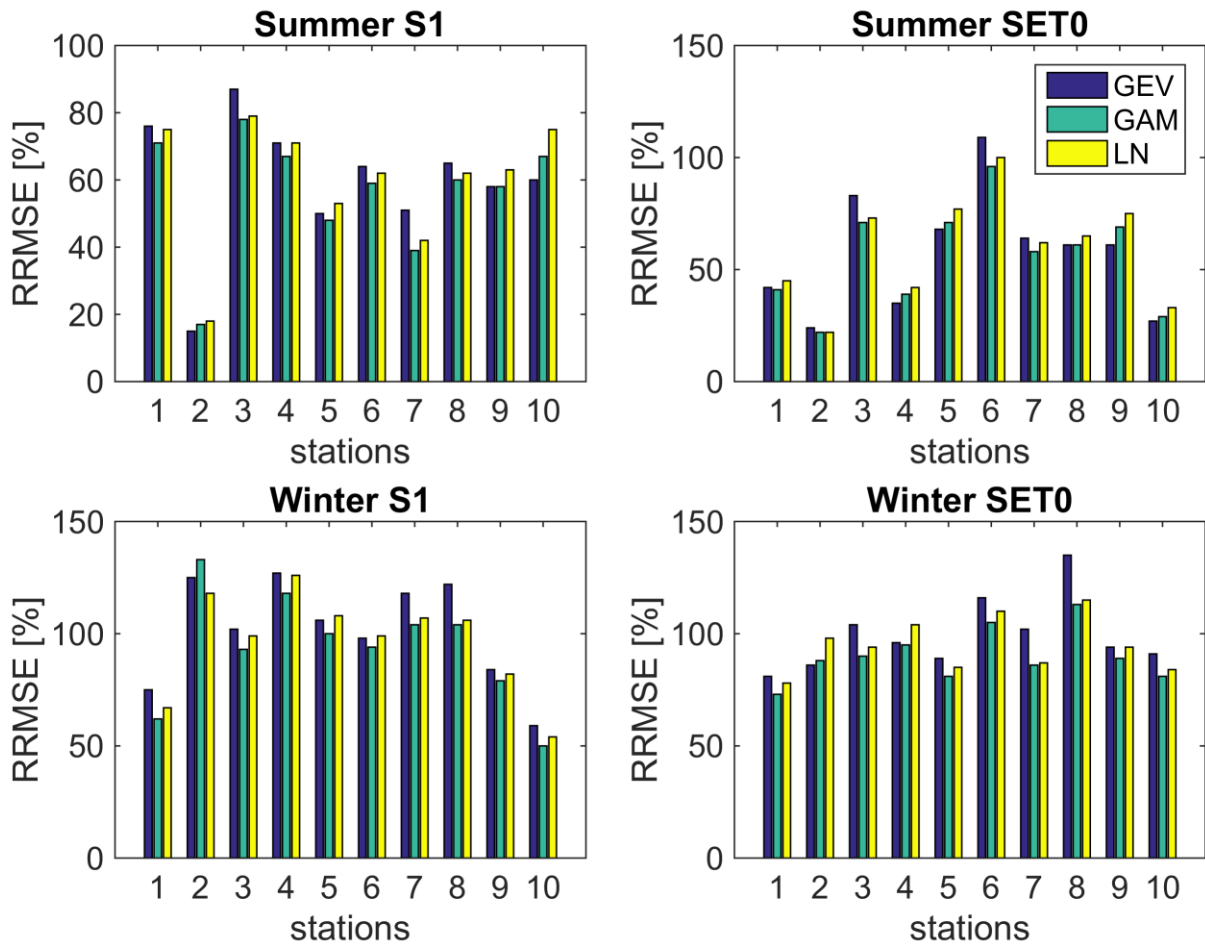 Summer S1
100
80
60
40
20
0
RRMSE [%]
1 2 3 4 5 6 7 8 9 10
stations
Summer SET0
150
100
50
0
RRMSE [%]
GEV
GAM
LN
1 2 3 4 5 6 7 8 9 10
stations
Winter S1
150
100
50
0
RRMSE [%]
1 2 3 4 5 6 7 8 9 10
stations
Winter SET0
150
100
50
0
RRMSE [%]
1 2 3 4 5 6 7 8 9 10
stations